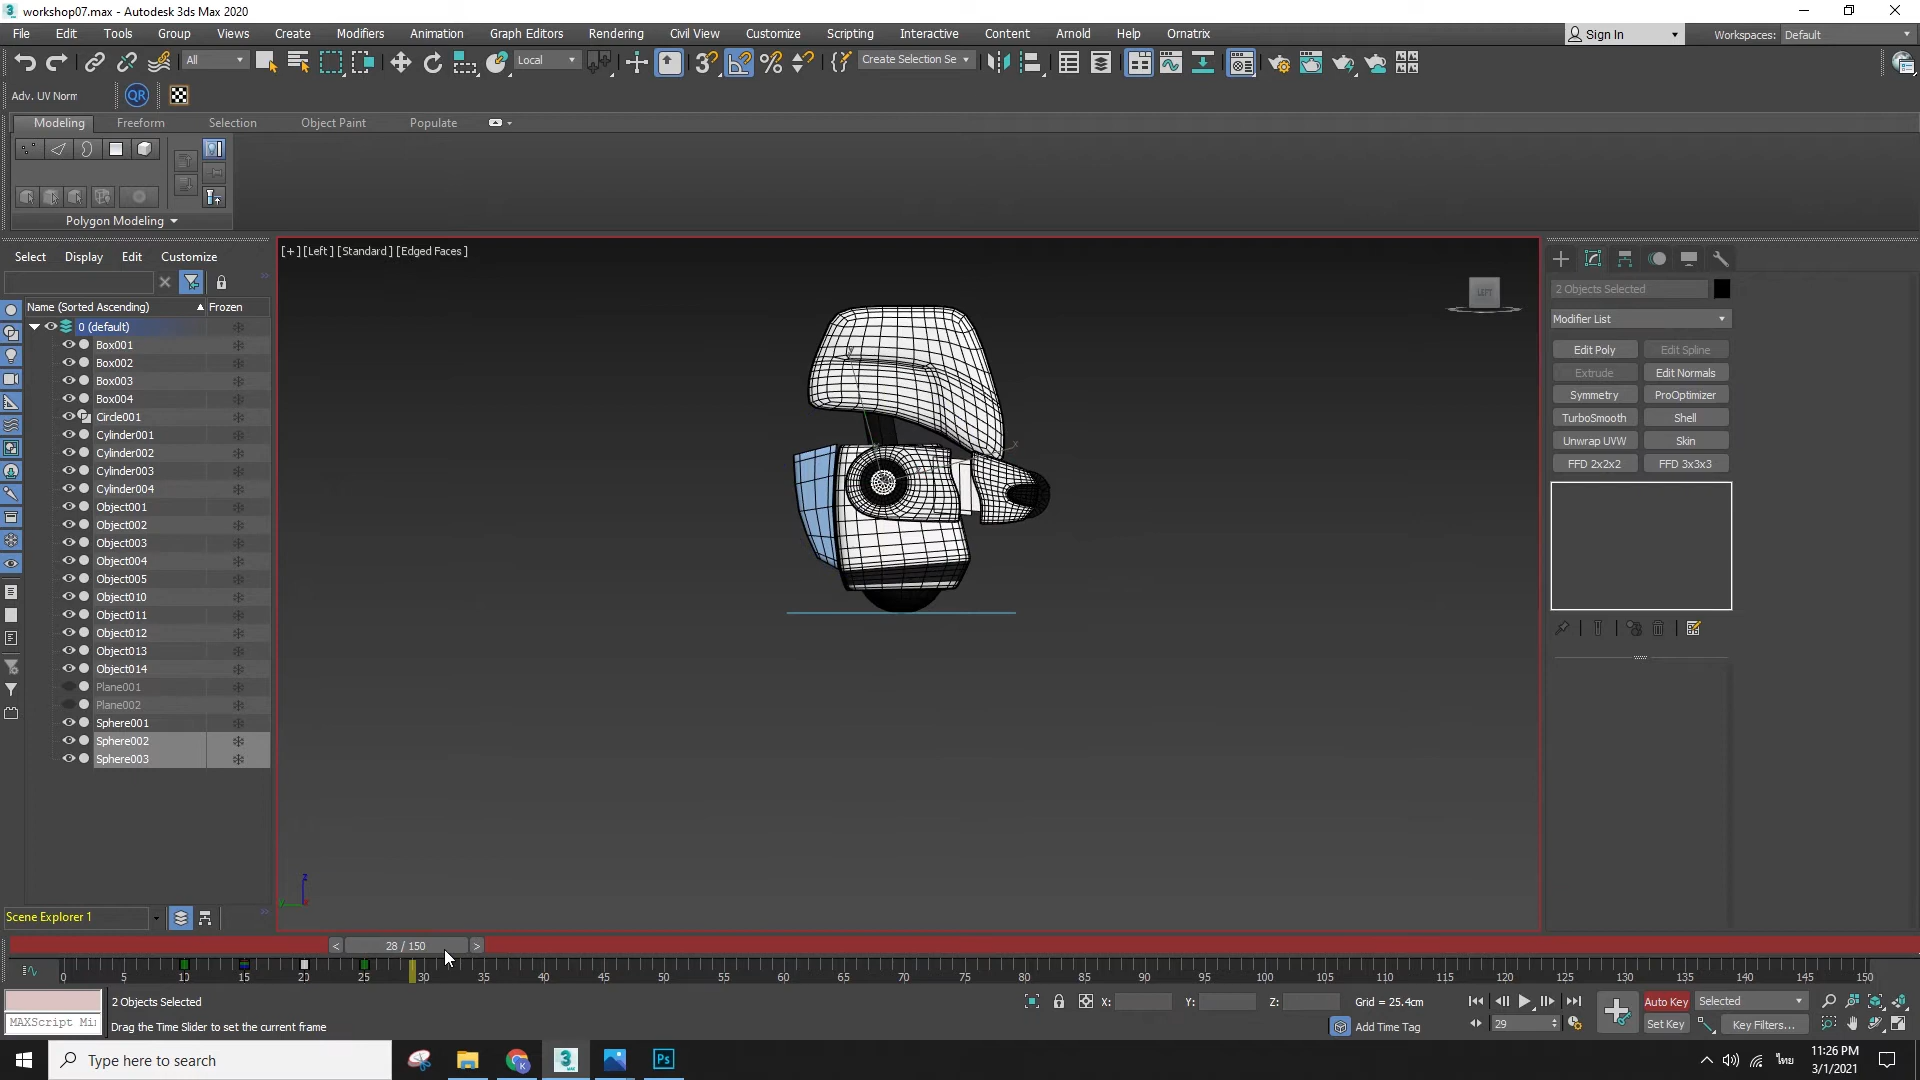 workshop07.max - Autodesk 3ds Max 2020
File Edit Tools Group Views Create Modifiers Animation Graph Editors Rendering Civil View Customize Scripting Interactive Content Arnold Help Ornatrix
Sign In
Workspaces: Default
All
Local
Create Selection Se
Adv. UV Norm
QR
Modeling Freeform Selection Object Paint Populate
Polygon Modeling
Select Display Edit Customize
[+] [Left] [Standard] [Edged Faces]
LEFT
Name (Sorted Ascending) Frozen
0 (default)
Box001
Box002
Box003
Box004
Circle001
Cylinder001
Cylinder002
Cylinder003
Cylinder004
Object001
Object002
Object003
Object004
Object005
Object010
Object011
Object012
Object013
Object014
Plane001
Plane002
Sphere001
Sphere002
Sphere003
2 Objects Selected
Modifier List
Edit Poly Edit Spline
Extrude Edit Normals
Symmetry ProOptimizer
TurboSmooth Shell
Unwrap UVW Skin
FFD 2x2x2 FFD 3x3x3
Scene Explorer 1
< 28 / 150 >
0 5 10 15 20 25 30 35 40 45 50 55 60 65 70 75 80 85 90 95 100 105 110 115 120 125 130 135 140 145 150
2 Objects Selected
X: Y: Z: Grid = 25.4cm
Auto Key Selected
MAXScript Mi
Drag the Time Slider to set the current frame
Add Time Tag
29
Set Key Key Filters...
Type here to search
Ps
ไทย
11:26 PM
3/1/2021